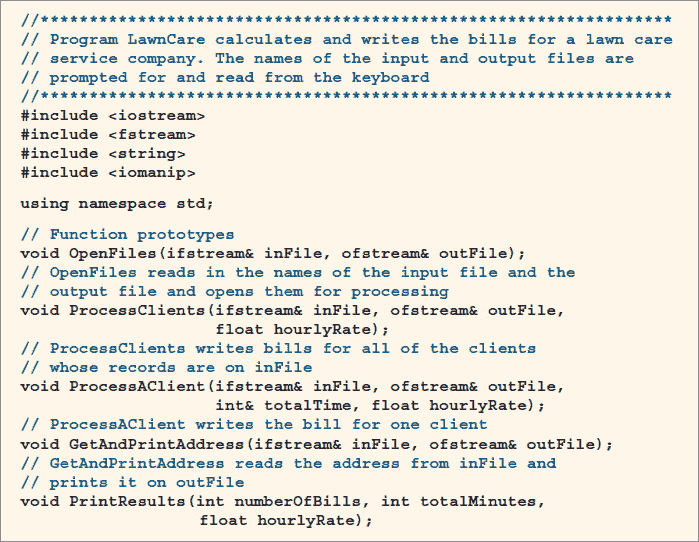 //*****************************************************************
// Program LawnCare calculates and writes the bills for a lawn care
// service company. The names of the input and output files are
// prompted for and read from the keyboard
//*****************************************************************
#include <iostream>
#include <fstream>
#include <string>
#include <iomanip>
using namespace std;
// Function prototypes
void OpenFiles(ifstream& inFile, ofstream& outFile);
// OpenFiles reads in the names of the input file and the
// output file and opens them for processing
void ProcessClients(ifstream& inFile, ofstream& outFile,
                    float hourlyRate);
// ProcessClients writes bills for all of the clients
// whose records are on inFile
void ProcessAClient(ifstream& inFile, ofstream& outFile,
                    int& totalTime, float hourlyRate);
// ProcessAClient writes the bill for one client
void GetAndPrintAddress(ifstream& inFile, ofstream& outFile);
// GetAndPrintAddress reads the address from inFile and
// prints it on outFile
void PrintResults(int numberOfBills, int totalMinutes,
                  float hourlyRate);